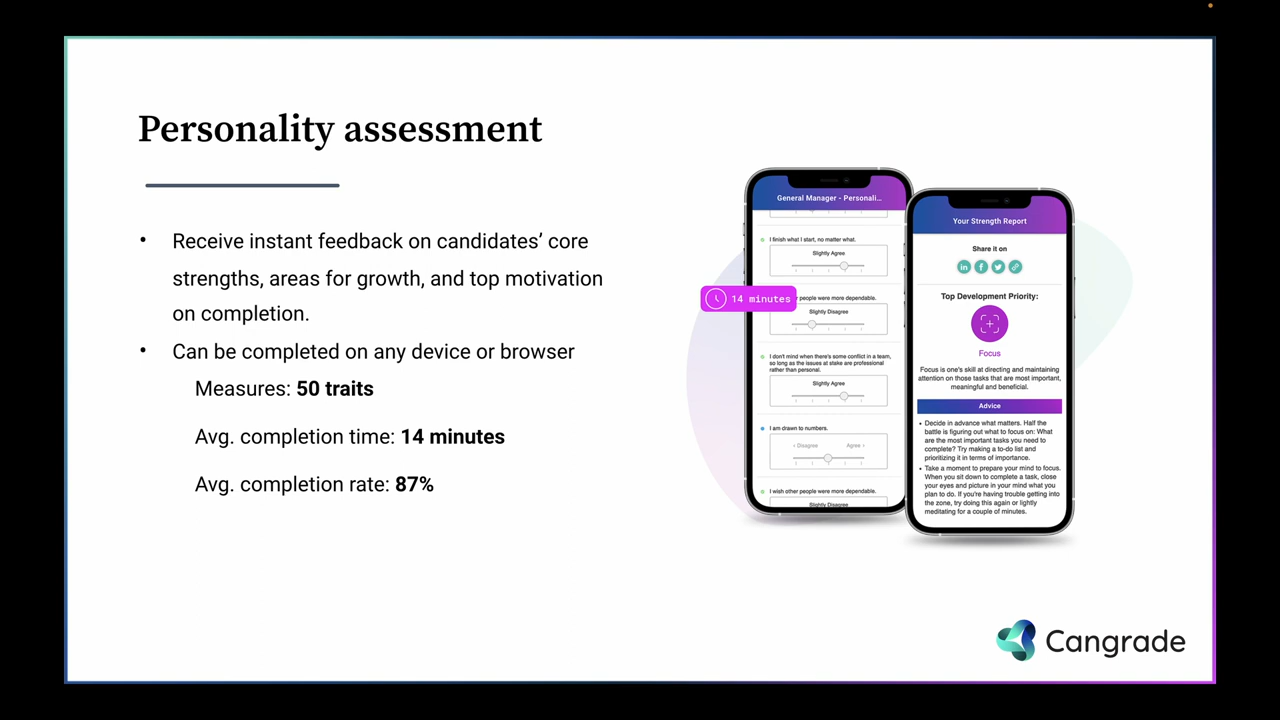 Personality assessment
• Receive instant feedback on candidates’ core
strengths, areas for growth, and top motivation
on completion.
• Can be completed on any device or browser
Measures: 50 traits
Avg. completion time: 14 minutes
Avg. completion rate: 87%
General Manager - Personali...
I finish what I start, no matter what.
Slightly Agree
14 minutes
people were more dependable.
Slightly Disagree
I don't mind when there's some conflict in a team,
so long as the issues at stake are professional
rather than personal.
Slightly Agree
I am drawn to numbers.
‹ Disagree Agree ›
I wish other people were more dependable.
Slightly Disagree
Your Strength Report
Share it on
in f
Top Development Priority:
Focus
Focus is one's skill at directing and maintaining
attention on those tasks that are most important,
meaningful and beneficial.
Advice
• Decide in advance what matters. Half the
battle is figuring out what to focus on: What
are the most important tasks you need to
complete? Try making a to-do list and
prioritizing it in terms of importance.
• Take a moment to prepare your mind to focus.
When you sit down to complete a task, close
your eyes and picture in your mind what you
plan to do. If you're having trouble getting into
the zone, try doing this again or lightly
meditating for a couple of minutes.
Cangrade